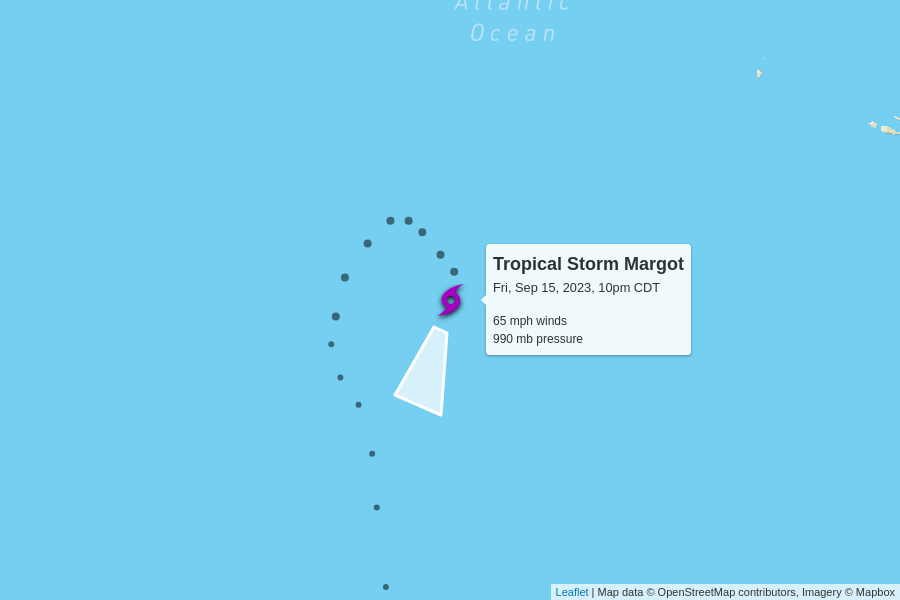 Atlantic
Ocean
Tropical Storm Margot
Fri, Sep 15, 2023, 10pm CDT
65 mph winds
990 mb pressure
Leaflet | Map data © OpenStreetMap contributors, Imagery © Mapbox